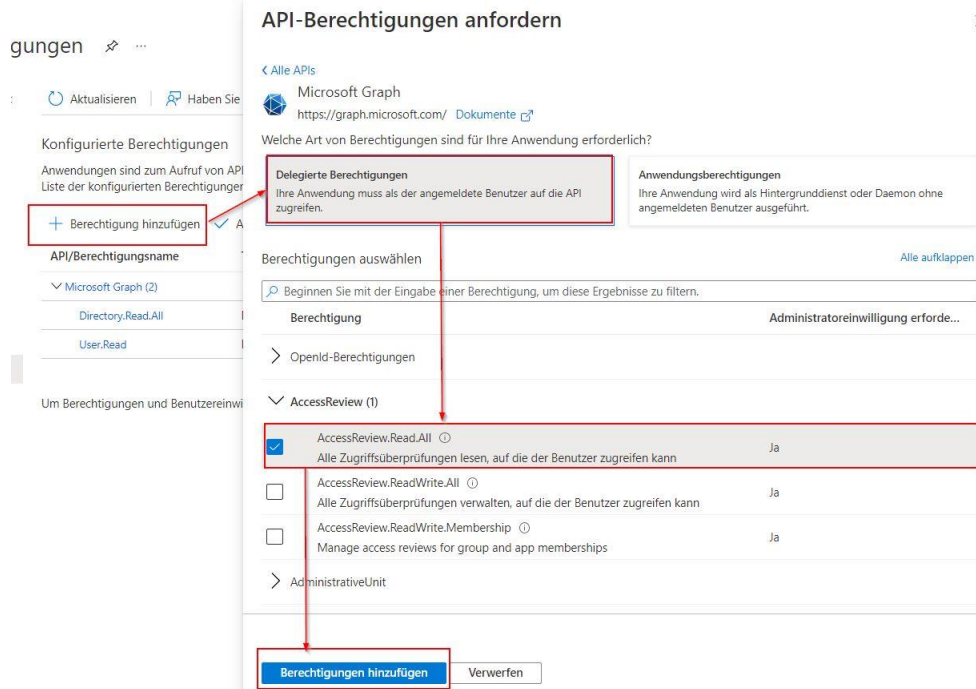 API-Berechtigungen anfordern
gungen
Alle APIs
Microsoft Graph
https://graph.microsoft.com/ Dokumente
Aktualisieren
Haben Sie
Welche Art von Berechtigungen sind für Ihre Anwendung erforderlich?
Konfigurierte Berechtigungen
Anwendungen sind zum Aufruf von API
Liste der konfigurierten Berechtigungen
Berechtigung hinzufügen
API/Berechtigungsname
Microsoft Graph (2)
Directory.Read.All
User.Read
Um Berechtigungen und Benutzereinwi
Delegierte Berechtigungen
Ihre Anwendung muss als der angemeldete Benutzer auf die API
zugreifen.
Anwendungsberechtigungen
Ihre Anwendung wird als Hintergrunddienst oder Daemon ohne
angemeldeten Benutzer ausgeführt.
Berechtigungen auswählen
Alle aufklappen
Beginnen Sie mit der Eingabe einer Berechtigung, um diese Ergebnisse zu filtern.
Berechtigung
Administratoreinwilligung erforde...
OpenId-Berechtigungen
AccessReview (1)
AccessReview.Read.All
Alle Zugriffsüberprüfungen lesen, auf die der Benutzer zugreifen kann
Ja
AccessReview.ReadWrite.All
Alle Zugriffsüberprüfungen verwalten, auf die der Benutzer zugreifen kann
Ja
AccessReview.ReadWrite.Membership
Manage access reviews for group and app memberships
Ja
AdministrativeUnit
Berechtigungen hinzufügen
Verwerfen